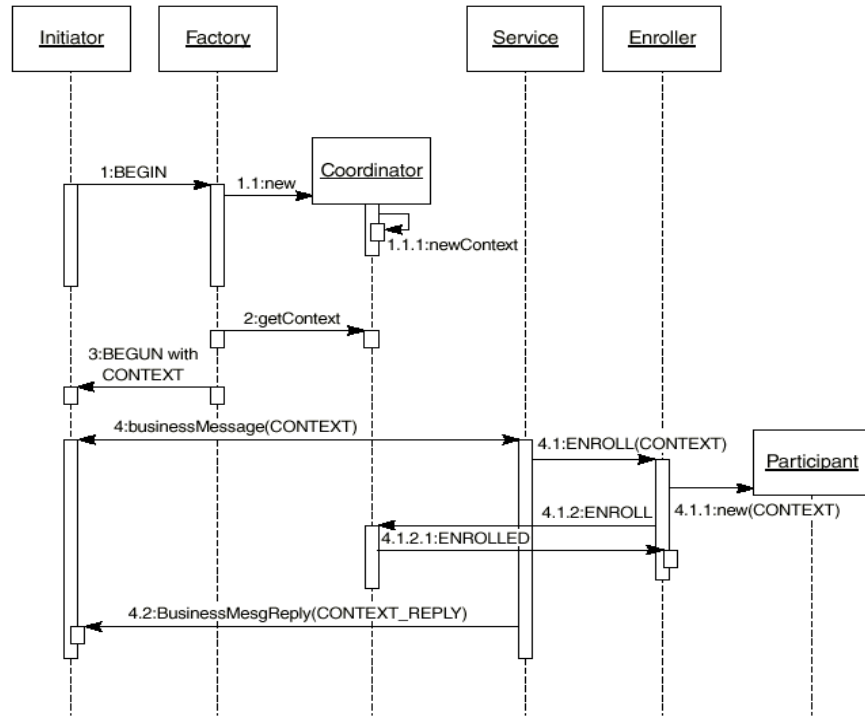 Initiator
Factory
Service
Enroller
Coordinator
1:BEGIN
1.1:new
1.1.1:newContext
2:getContext
3:BEGUN with
CONTEXT
4:businessMessage(CONTEXT)
4.1:ENROLL(CONTEXT)
Participant
4.1.1:new(CONTEXT)
4.1.2:ENROLL
4.1.2.1:ENROLLED
4.2:BusinessMesgReply(CONTEXT_REPLY)